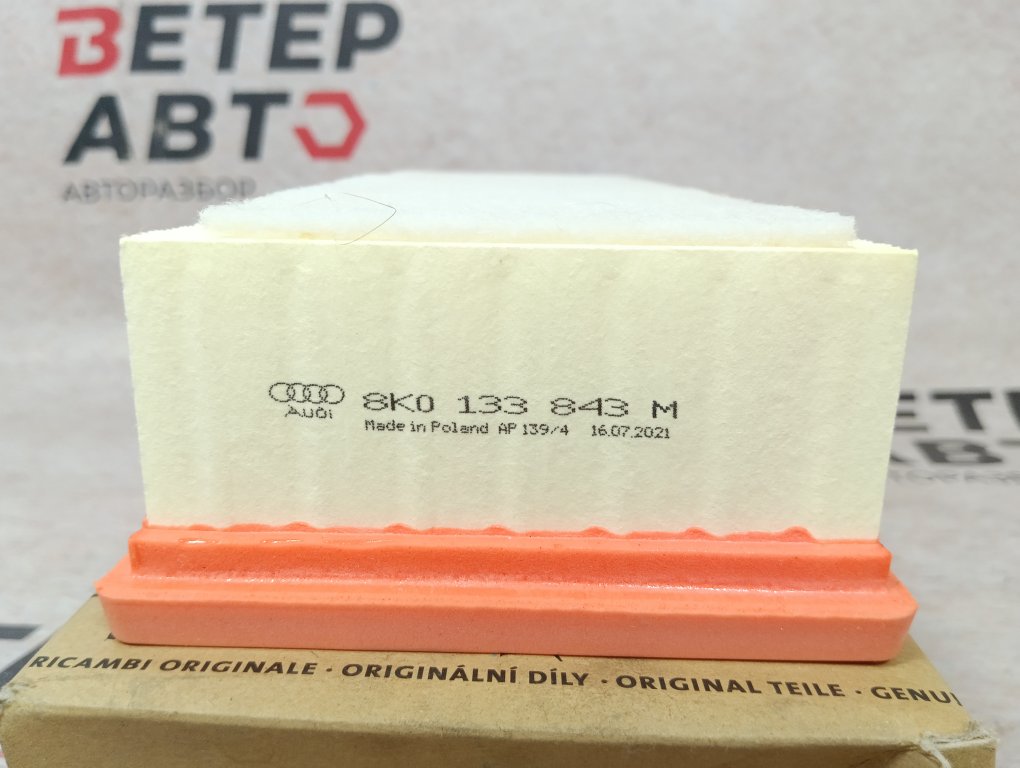 ВЕТЕР
АВТО
АВТОРАЗБОР
8K0 133 843 M
AUDI
Made in Poland AP 139/4 16.07.2021
RICAMBI ORIGINALE · ORIGINÁLNÍ DÍLY · ORIGINAL TEILE · GENUI